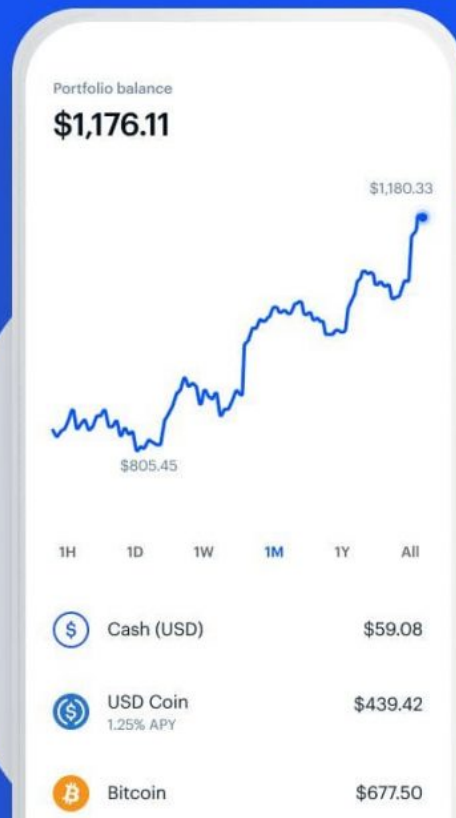 Portfolio balance
$1,176.11
$1,180.33
$805.45
1H 1D 1W 1M 1Y All
Cash (USD) $59.08
USD Coin $439.42
1.25% APY
Bitcoin $677.50